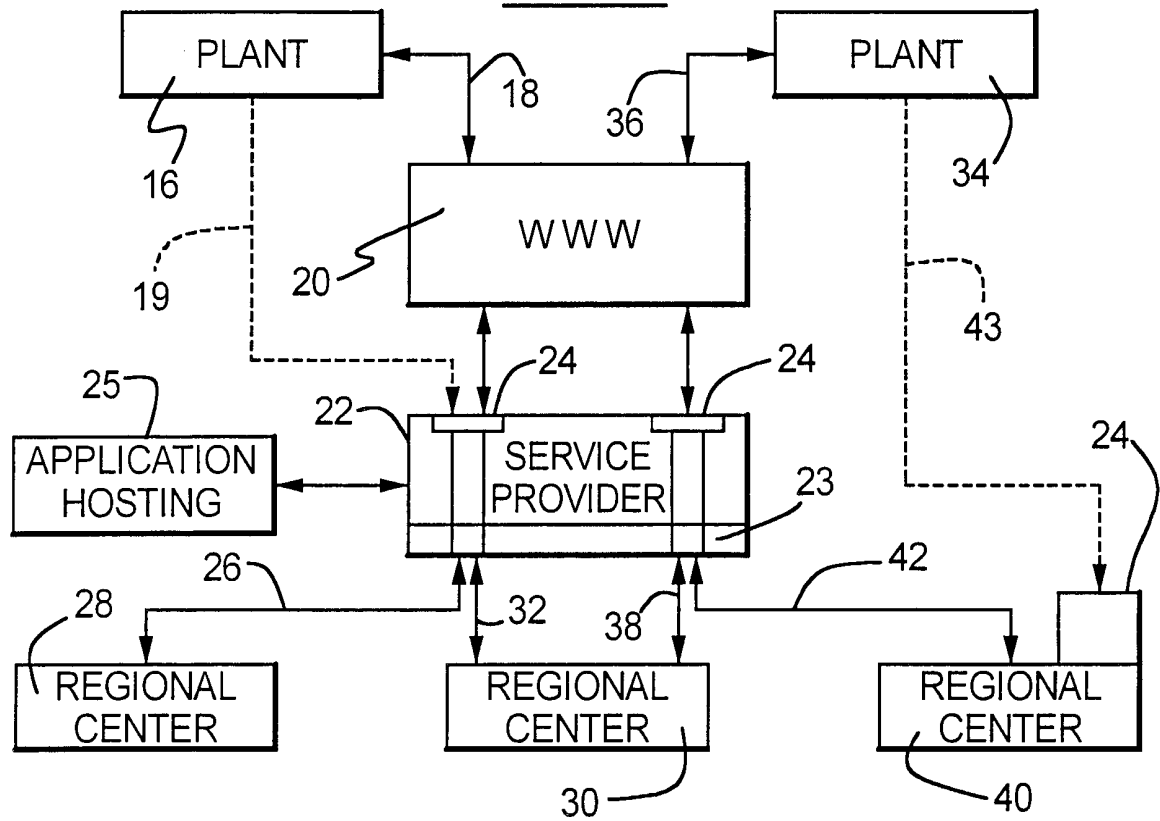 PLANT
PLANT
18
36
16
34
WWW
20
19
43
24
24
25
22
24
APPLICATION
HOSTING
SERVICE
PROVIDER
23
26
42
28
32
38
REGIONAL
CENTER
REGIONAL
CENTER
REGIONAL
CENTER
30
40